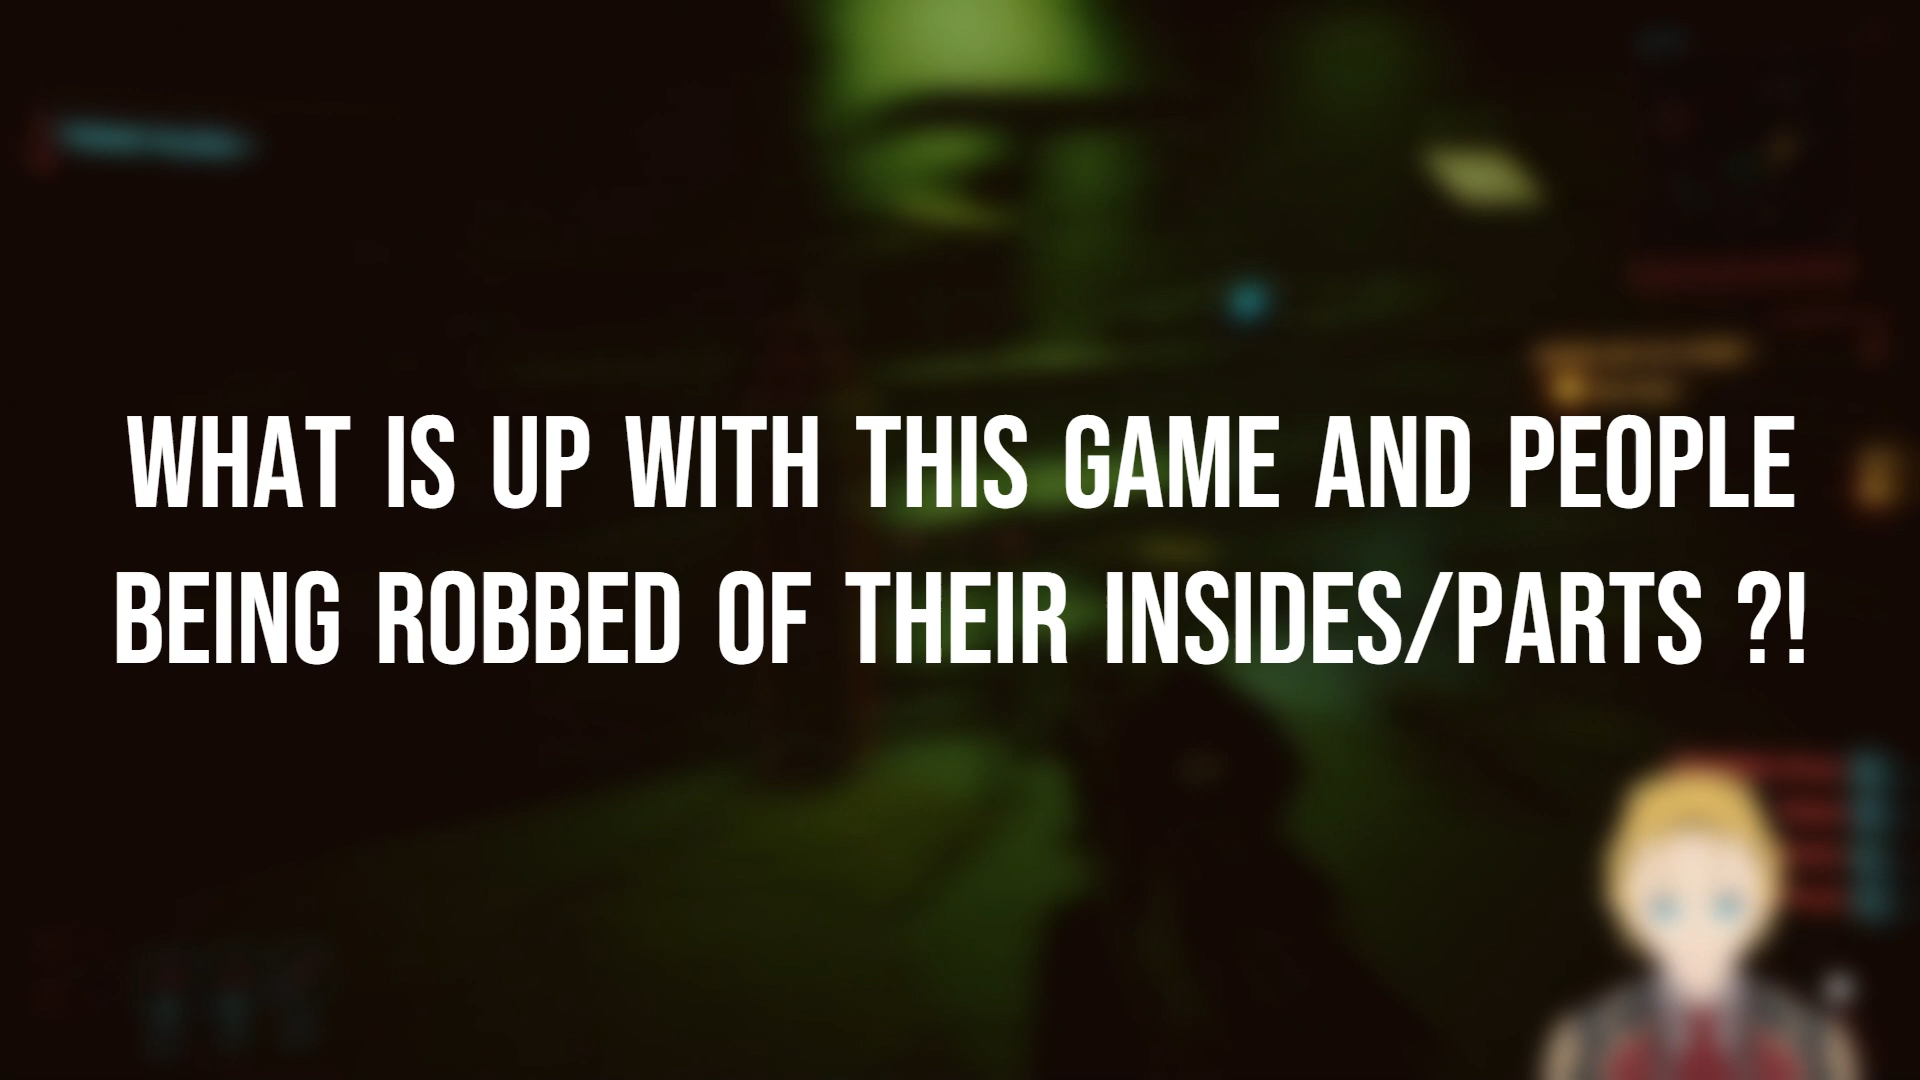 WHAT IS UP WITH THIS GAME AND PEOPLE
BEING ROBBED OF THEIR INSIDES/PARTS ?!